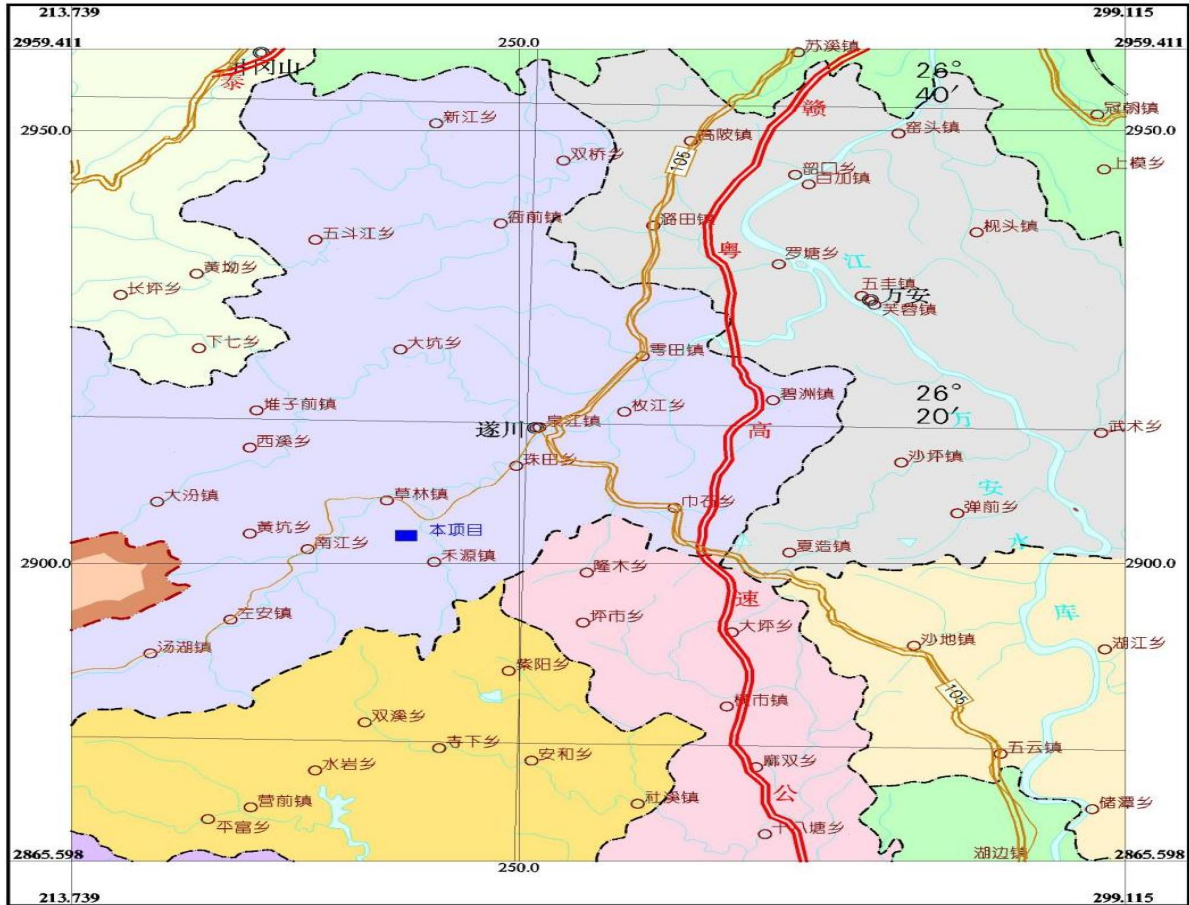 213.739
299.115
2959.411
250.0
苏溪镇
2959.411
井冈山
泰
26°
40′
赣
冠朝镇
新江乡
2950.0
高陂镇
窑头镇
2950.0
双桥乡
105
韶口乡
百加镇
上模乡
衙前镇
潞田镇
五斗江乡
枧头镇
粤
罗塘乡
江
黄坳乡
长坪乡
五丰镇
万安
芙蓉镇
下七乡
大坑乡
雩田镇
堆子前镇
枚江乡
碧洲镇
26°
20′
万
遂川
泉江镇
高
武术乡
西溪乡
珠田乡
沙坪镇
大汾镇
草林镇
巾石乡
安
弹前乡
黄坑乡
本项目
南江乡
禾源镇
夏造镇
水
2900.0
隆木乡
2900.0
速
库
左安镇
坪市乡
大坪乡
沙地镇
湖江乡
汤湖镇
紫阳乡
105
双溪乡
寺下乡
安和乡
五云镇
水岩乡
麻双乡
营前镇
社溪镇
公
储潭乡
平富乡
十八塘乡
湖边镇
2865.598
250.0
2865.598
213.739
299.115